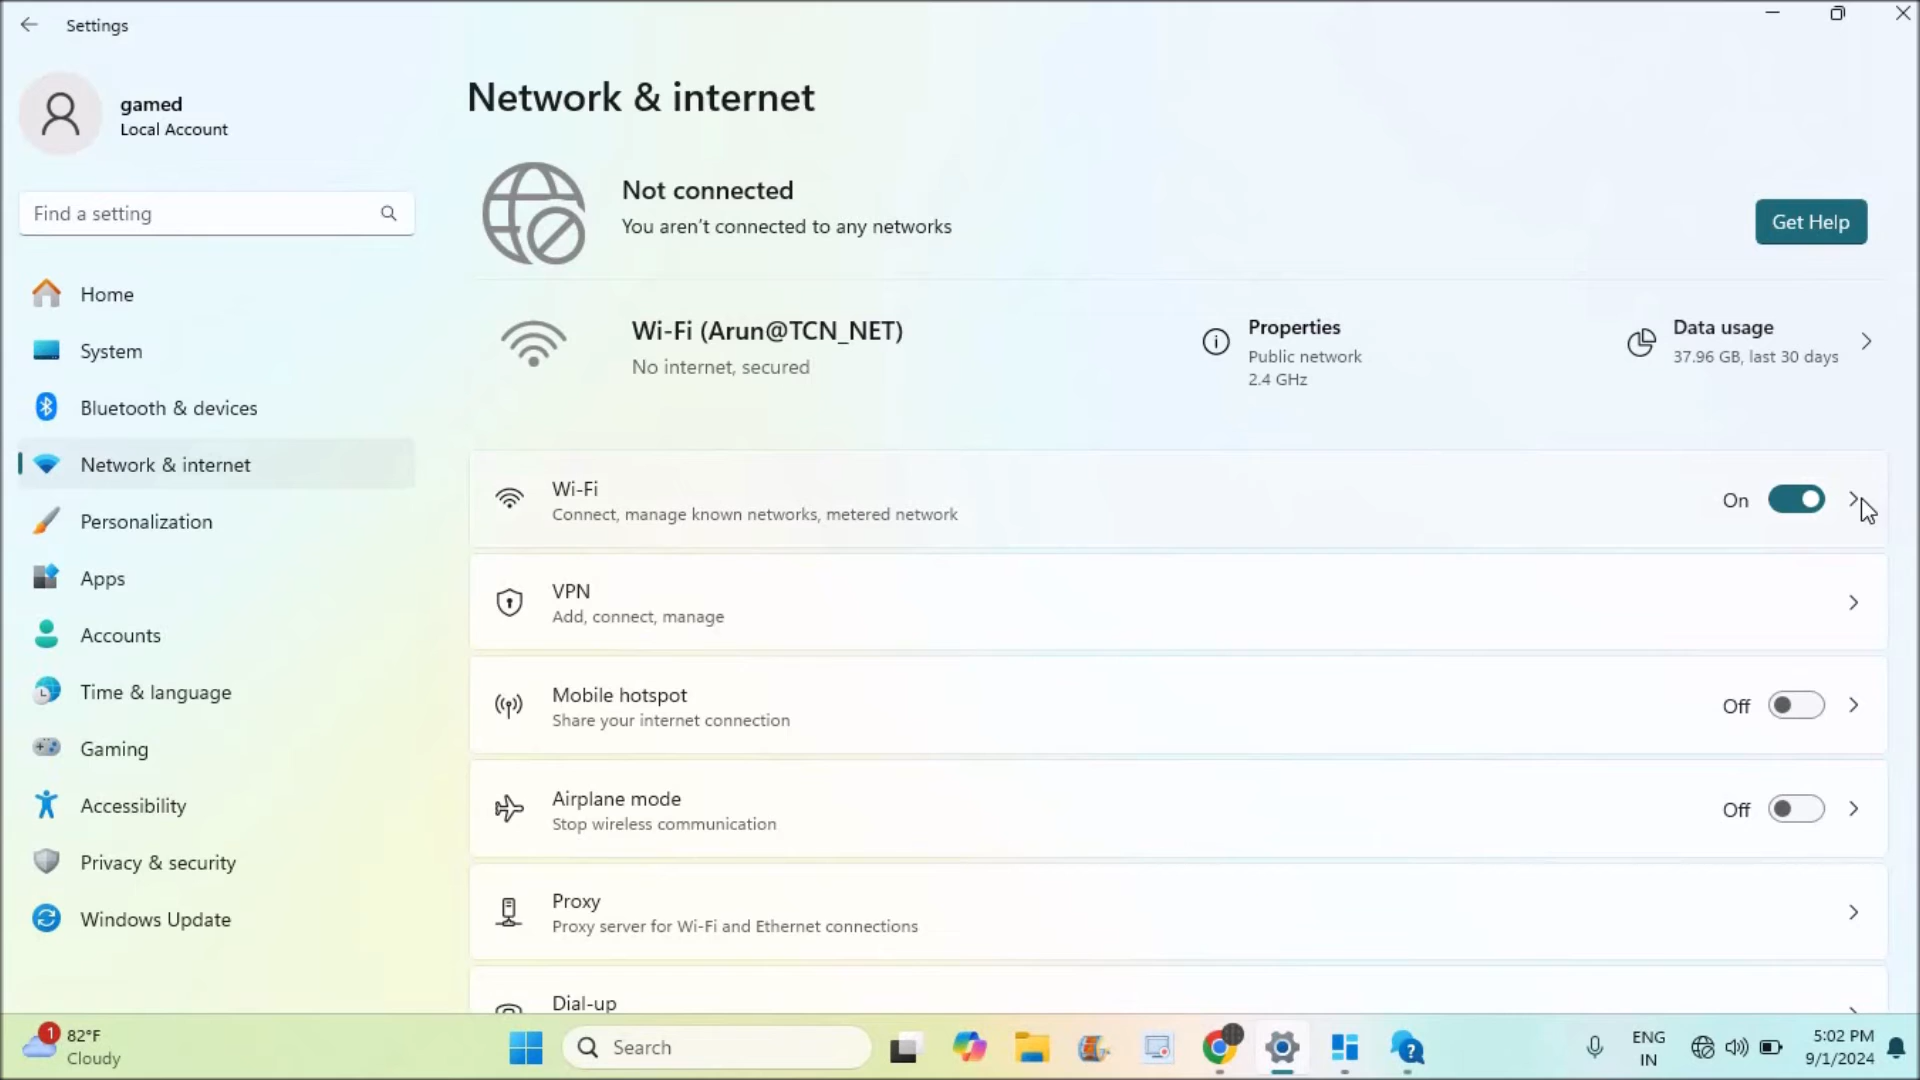 Settings
gamed
Local Account
Find a setting
Home
System
Bluetooth & devices
Network & internet
Personalization
Apps
Accounts
Time & language
Gaming
Accessibility
Privacy & security
Windows Update
Network & internet
Not connected
You aren't connected to any networks
Get Help
Wi-Fi (Arun@TCN_NET)
No internet, secured
Properties
Public network
2.4 GHz
Data usage
37.96 GB, last 30 days
Wi-Fi
Connect, manage known networks, metered network
On
VPN
Add, connect, manage
Mobile hotspot
Share your internet connection
Off
Airplane mode
Stop wireless communication
Off
Proxy
Proxy server for Wi-Fi and Ethernet connections
Dial-up
1
82°F
Cloudy
Search
ENG
IN
5:02 PM
9/1/2024